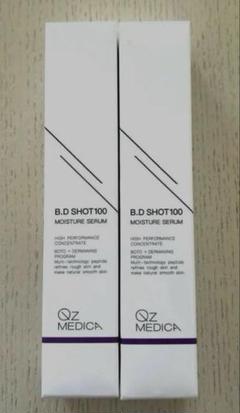 B.D SHOT100
MOISTURE SERUM
HIGH PERFORMANCE
CONCENTRATE
BOTO + DERMAWING
PROGRAM
Multi-technology peptide
refines rough skin and
make natural smooth skin.
QZ
MEDICA
B.D SHOT100
MOISTURE SERUM
HIGH PERFORMANCE
CONCENTRATE
BOTO + DERMAWING
PROGRAM
Multi-technology peptide
refines rough skin and
make natural smooth skin.
QZ
MEDICA